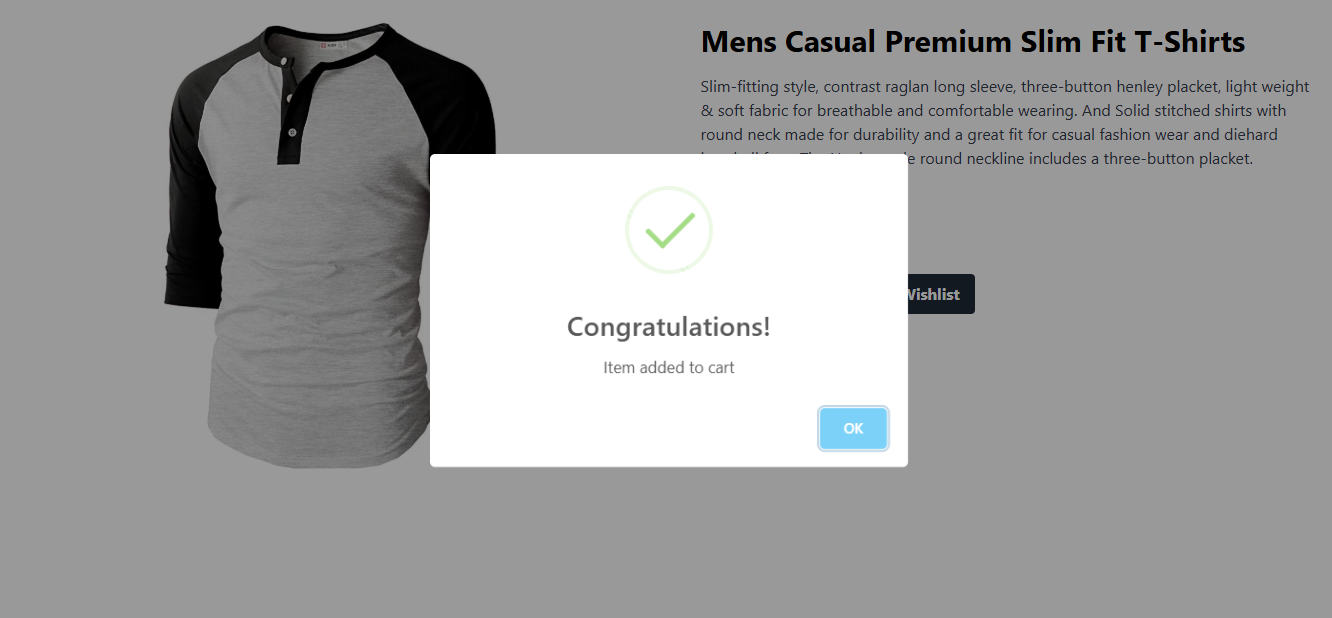 Mens Casual Premium Slim Fit T-Shirts
Slim-fitting style, contrast raglan long sleeve, three-button henley placket, light weight
& soft fabric for breathable and comfortable wearing. And Solid stitched shirts with
round neck made for durability and a great fit for casual fashion wear and diehard
round neckline includes a three-button placket.
Wishlist
Congratulations!
Item added to cart
OK